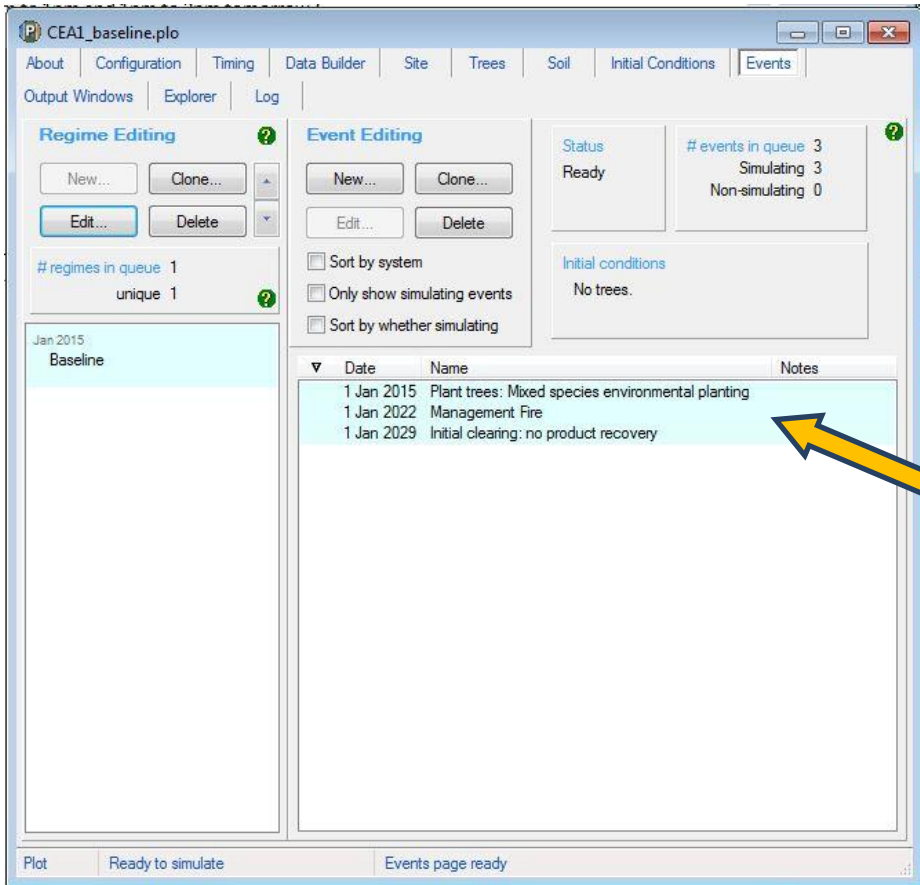 CEA1_baseline.plo
About Configuration Timing Data Builder Site Trees Soil Initial Conditions Events
Output Windows Explorer Log
Regime Editing
New... Clone...
Edit... Delete
# regimes in queue 1
unique 1
Jan 2015
Baseline
Event Editing
New... Clone...
Edit... Delete
Sort by system
Only show simulating events
Sort by whether simulating
Status
Ready
# events in queue 3
Simulating 3
Non-simulating 0
Initial conditions
No trees.
Date Name Notes
1 Jan 2015 Plant trees: Mixed species environmental planting
1 Jan 2022 Management Fire
1 Jan 2029 Initial clearing: no product recovery
Plot Ready to simulate Events page ready